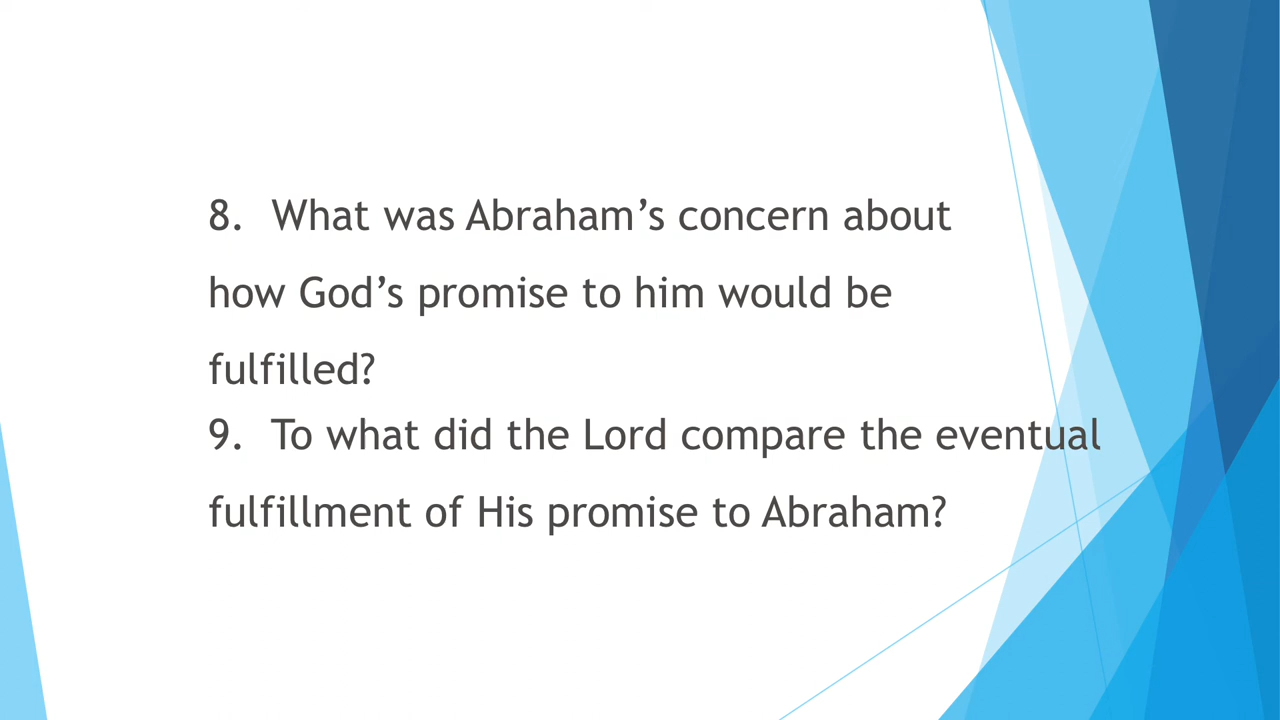 8.  What was Abraham’s concern about
how God’s promise to him would be
fulfilled?
9.  To what did the Lord compare the eventual
fulfillment of His promise to Abraham?